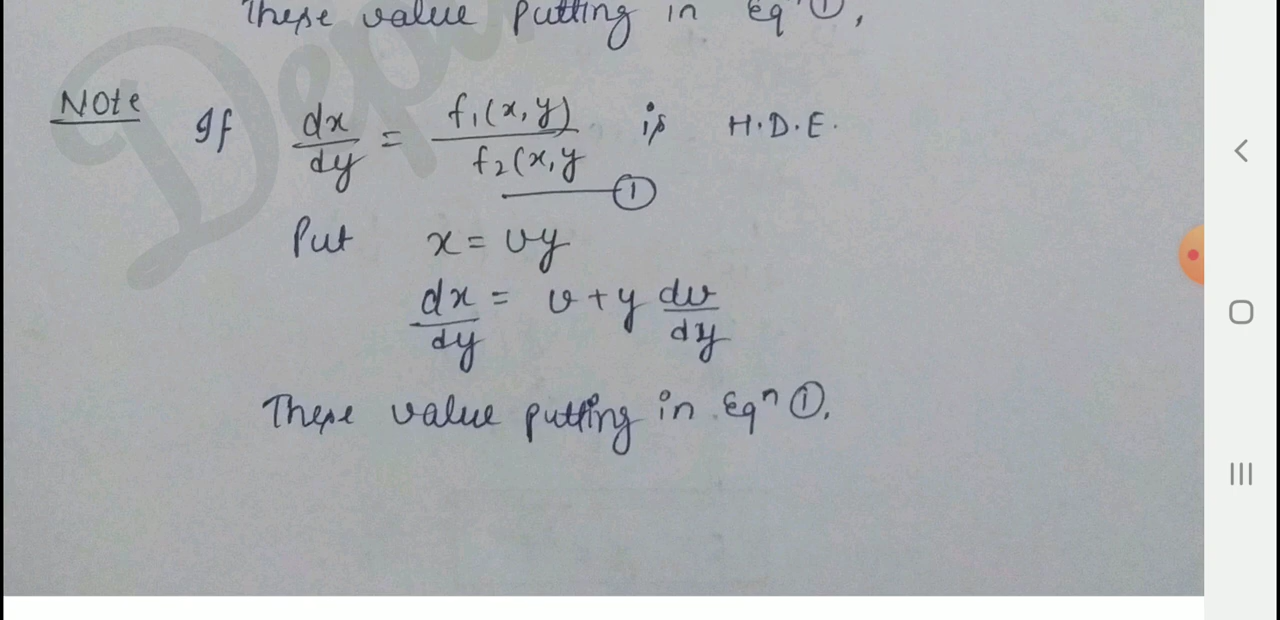 These value putting in Eqⁿ ①,
Note If dx/dy = f₁(x,y)/f₂(x,y is H.D.E.
①
Put x = vy
dx/dy = v + y dv/dy
These value putting in Eqⁿ ①.